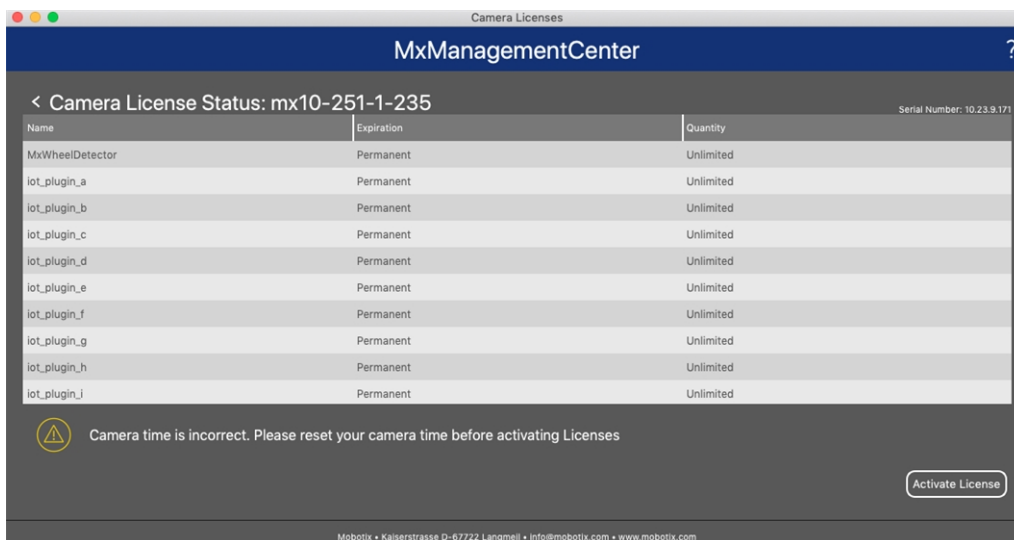 Camera Licenses
MxManagementCenter
?
< Camera License Status: mx10-251-1-235
Serial Number: 10.23.9.171
Name Expiration Quantity
MxWheelDetector Permanent Unlimited
iot_plugin_a Permanent Unlimited
iot_plugin_b Permanent Unlimited
iot_plugin_c Permanent Unlimited
iot_plugin_d Permanent Unlimited
iot_plugin_e Permanent Unlimited
iot_plugin_f Permanent Unlimited
iot_plugin_g Permanent Unlimited
iot_plugin_h Permanent Unlimited
iot_plugin_i Permanent Unlimited
Camera time is incorrect. Please reset your camera time before activating Licenses
Activate License
Mobotix • Kaiserstrasse D-67722 Langmeil • info@mobotix.com • www.mobotix.com